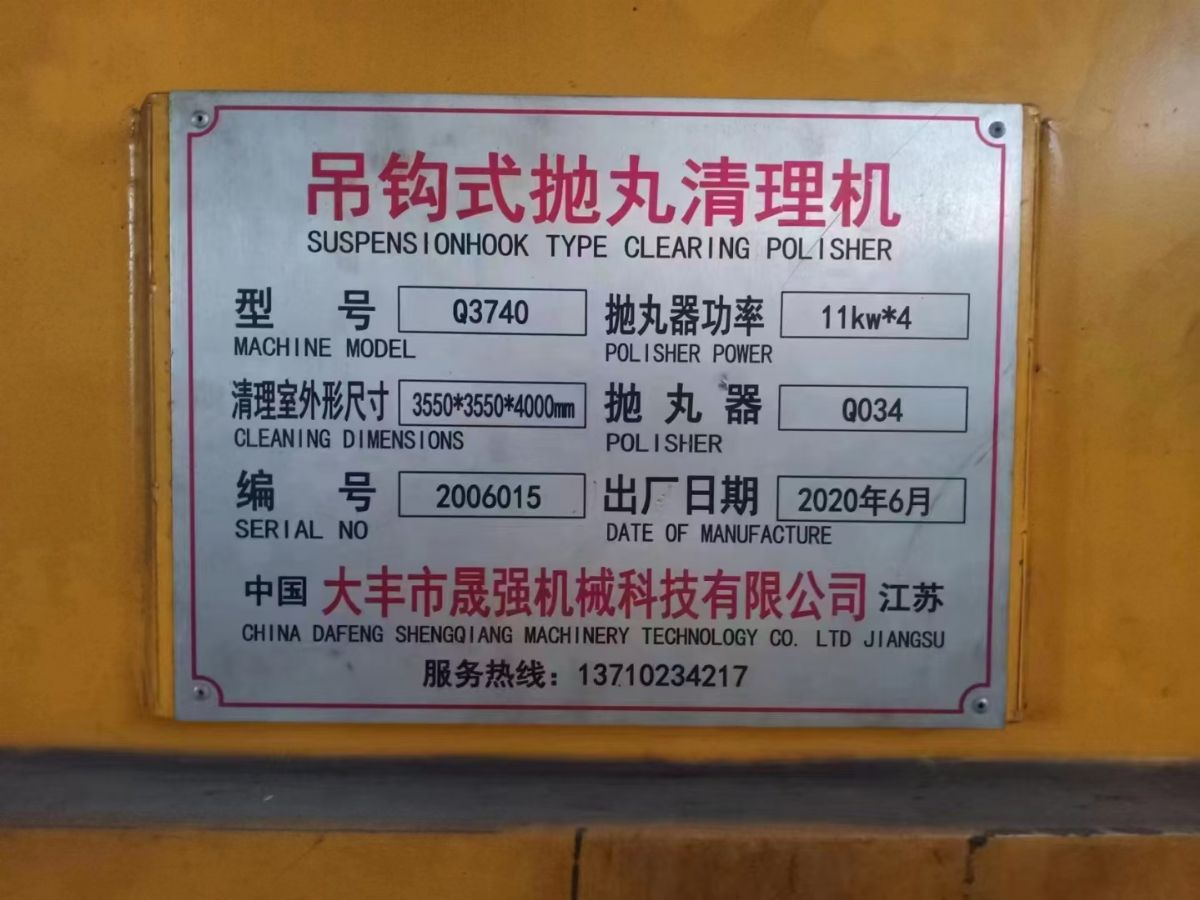 吊钩式抛丸清理机
SUSPENSIONHOOK TYPE CLEARING POLISHER
型 号 Q3740 抛丸器功率 11kw*4
MACHINE MODEL POLISHER POWER
清理室外形尺寸 3550*3550*4000mm 抛丸器 Q034
CLEANING DIMENSIONS POLISHER
编 号 2006015 出厂日期 2020年6月
SERIAL NO DATE OF MANUFACTURE
中国 大丰市晟强机械科技有限公司 江苏
CHINA DAFENG SHENGQIANG MACHINERY TECHNOLOGY CO. LTD JIANGSU
服务热线：13710234217